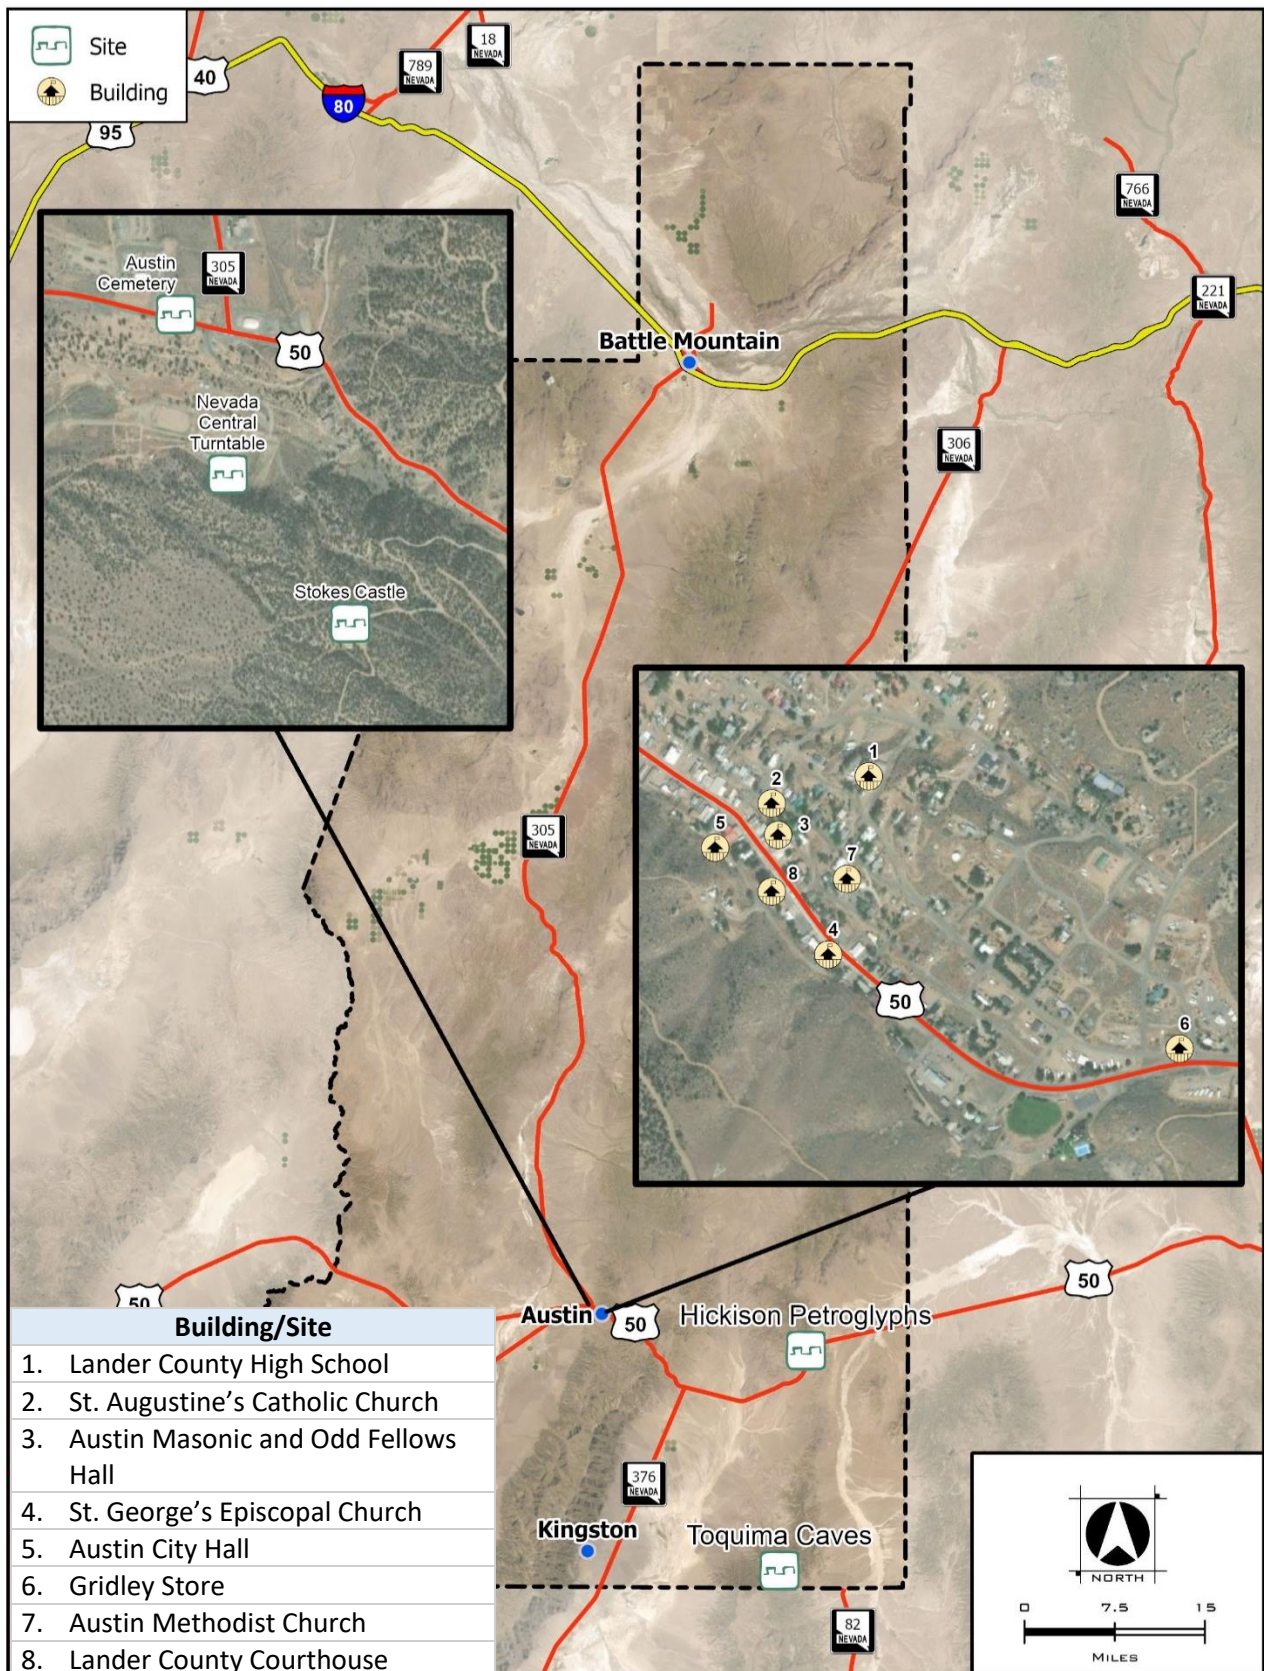 Site
Building
40
95
80
789
NEVADA
18
NEVADA
766
NEVADA
221
NEVADA
306
NEVADA
Battle Mountain
Austin
Cemetery
305
NEVADA
50
Nevada
Central
Turntable
Stokes Castle
305
NEVADA
1
2
3
5
7
8
4
50
6
50
50
Austin
50
Hickison Petroglyphs
376
NEVADA
Kingston
Toquima Caves
82
NEVADA
Building/Site
1. Lander County High School
2. St. Augustine’s Catholic Church
3. Austin Masonic and Odd Fellows
Hall
4. St. George’s Episcopal Church
5. Austin City Hall
6. Gridley Store
7. Austin Methodist Church
8. Lander County Courthouse
NORTH
0 7.5 15
MILES